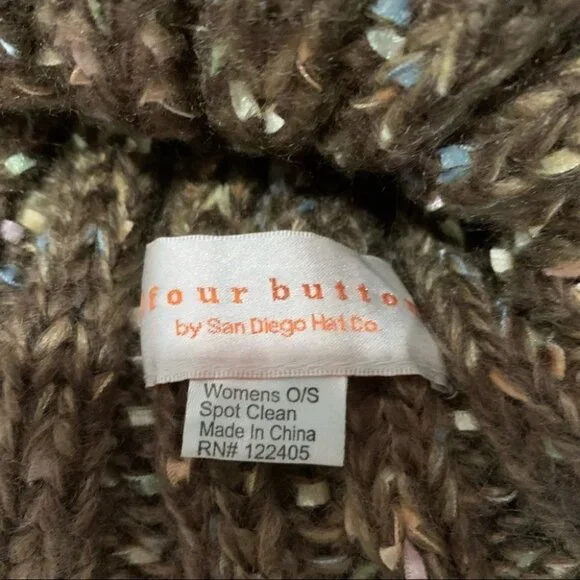 four butto
by San Diego Hat Co.
Womens O/S
Spot Clean
Made In China
RN# 122405